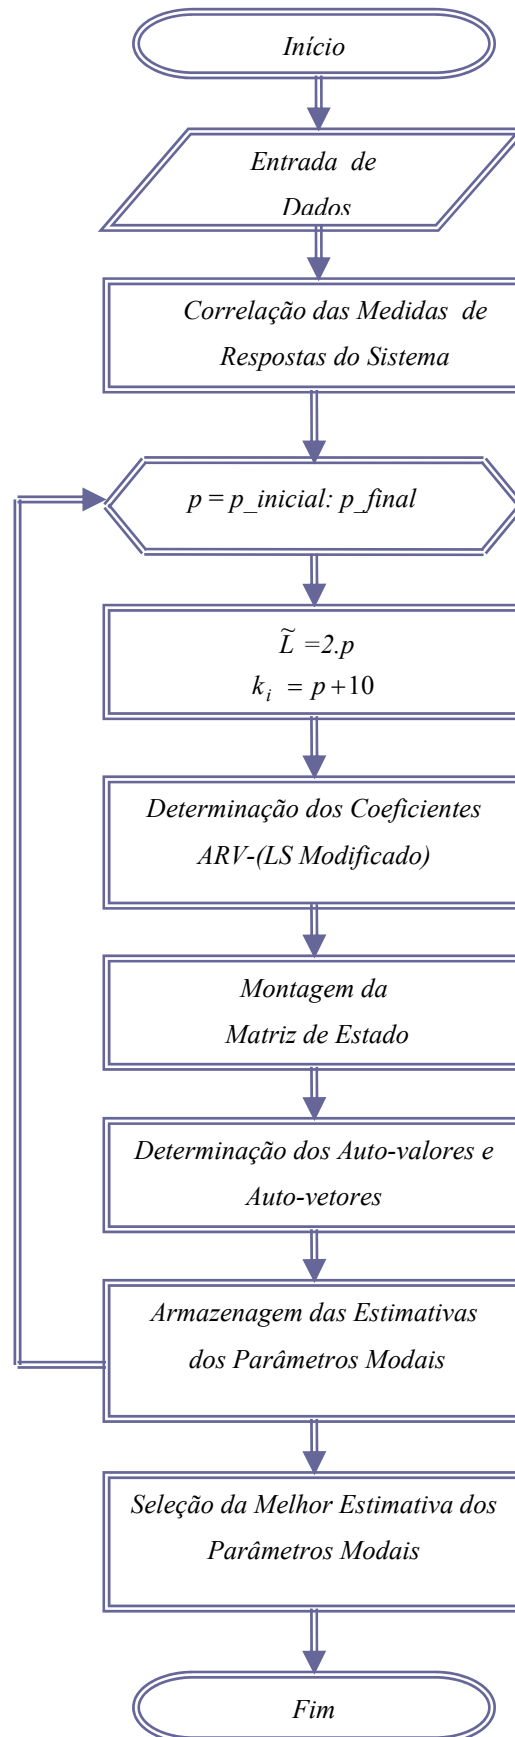 Início
Entrada de
Dados
Correlação das Medidas de
Respostas do Sistema
p = p_inicial: p_final
L̃ =2.p
k_i = p+10
Determinação dos Coeficientes
ARV-(LS Modificado)
Montagem da
Matriz de Estado
Determinação dos Auto-valores e
Auto-vetores
Armazenagem das Estimativas
dos Parâmetros Modais
Seleção da Melhor Estimativa dos
Parâmetros Modais
Fim